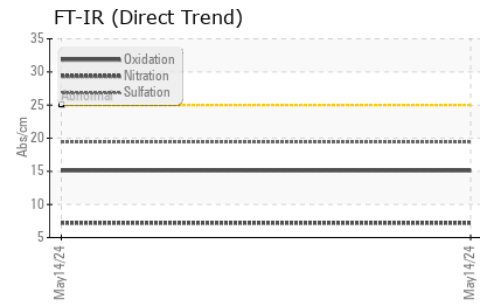 FT-IR (Direct Trend)
35
30
25
20
15
10
5
Abs/cm
Oxidation
Nitration
Sulfation
Abnormal
May14/24
May14/24